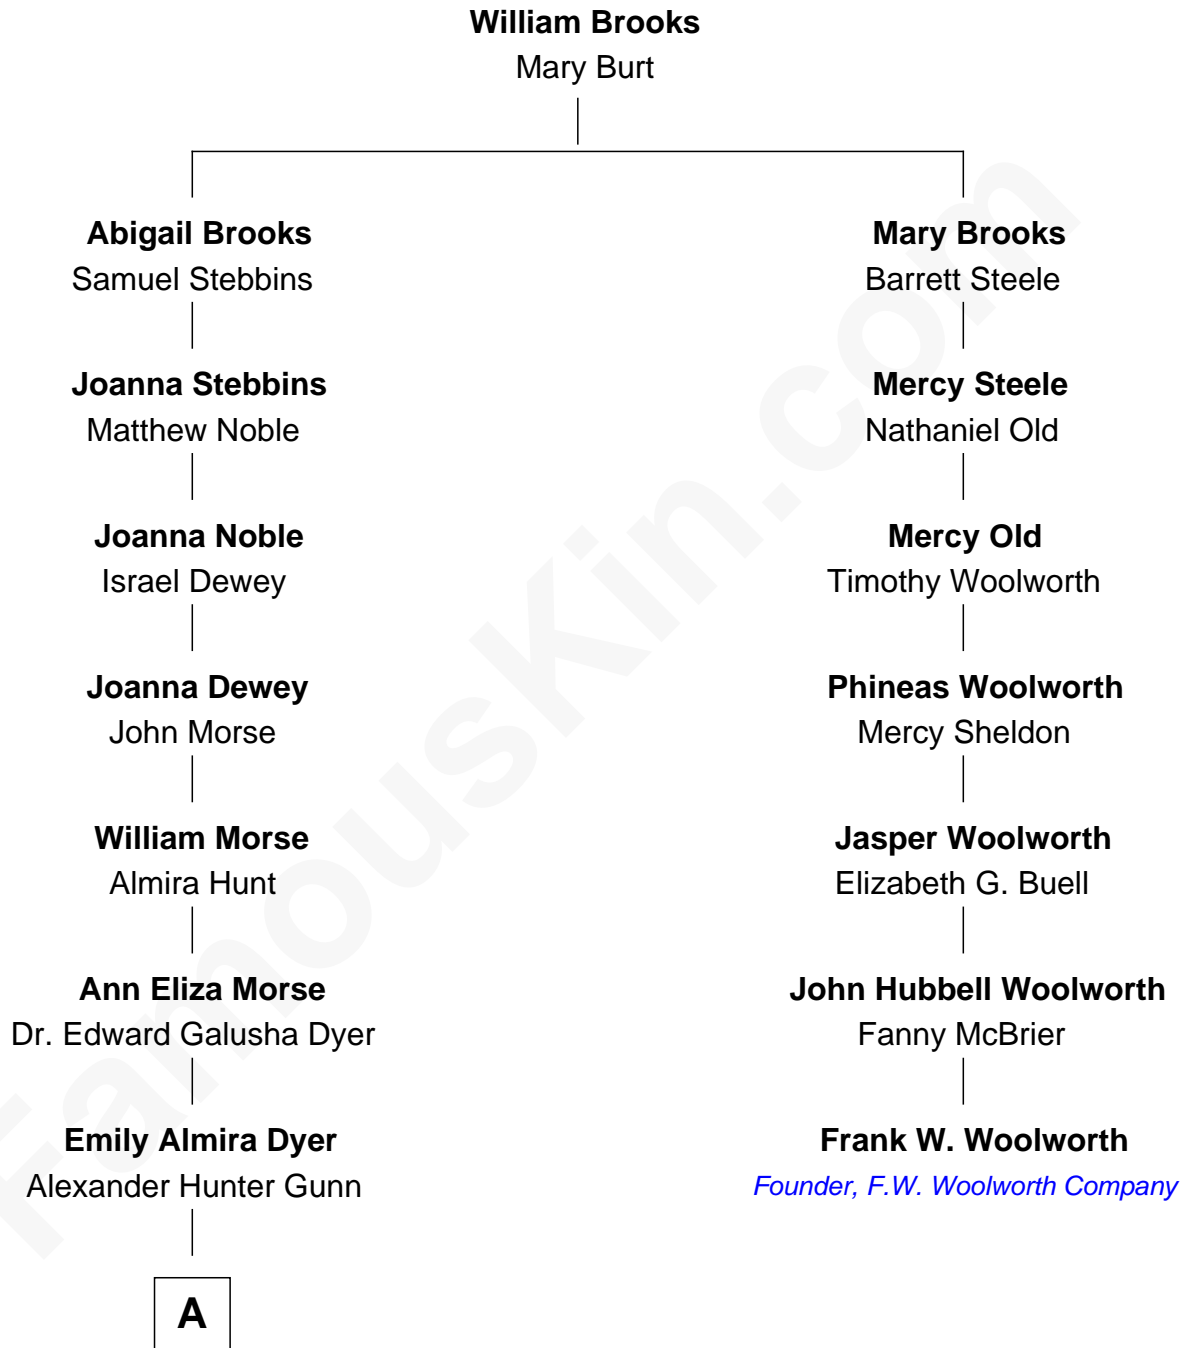 William Brooks
Mary Burt
Abigail Brooks
Samuel Stebbins
Mary Brooks
Barrett Steele
Joanna Stebbins
Matthew Noble
Mercy Steele
Nathaniel Old
Joanna Noble
Israel Dewey
Mercy Old
Timothy Woolworth
Joanna Dewey
John Morse
Phineas Woolworth
Mercy Sheldon
William Morse
Almira Hunt
Jasper Woolworth
Elizabeth G. Buell
Ann Eliza Morse
Dr. Edward Galusha Dyer
John Hubbell Woolworth
Fanny McBrier
Emily Almira Dyer
Alexander Hunter Gunn
Frank W. Woolworth
Founder, F.W. Woolworth Company
A
FamousKin.com